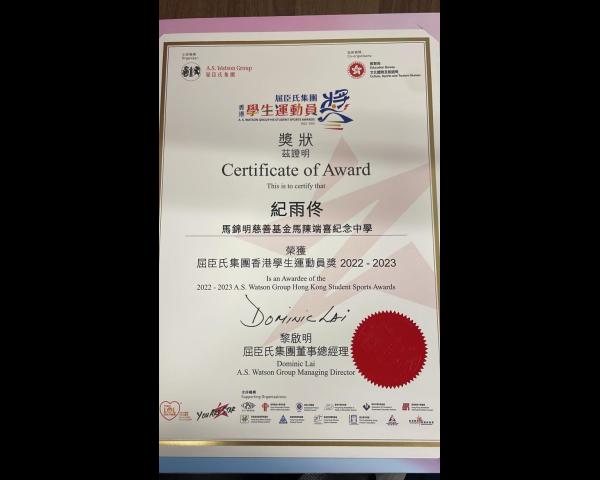 主辦機構
Organizer
協辦機構
Co-organizers
A.S. Watson Group
屈臣氏集團
教育局
Education Bureau
文化體育及旅遊局
Culture, Sports and Tourism Bureau
屈臣氏集團
香港
學生運動員獎
A.S. WATSON GROUP HK STUDENT SPORTS AWARDS
2022-2023
獎狀
茲證明
Certificate of Award
This is to certify that
紀雨佟
馬錦明慈善基金馬陳端喜紀念中學
榮獲
屈臣氏集團香港學生運動員獎 2022 - 2023
Is an Awardee of the
2022 - 2023 A.S. Watson Group Hong Kong Student Sports Awards
Dominic Lai
黎啟明
屈臣氏集團董事總經理
Dominic Lai
A.S. Watson Group Managing Director
支持機構
Supporting Organizations: